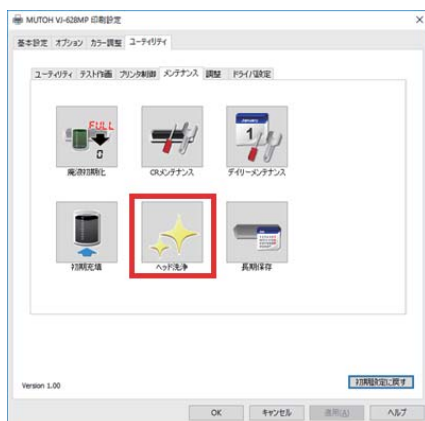 MUTOH VJ-628MP 印刷設定
基本設定 オプション カラー調整 ユーティリティ
ユーティリティ テスト作画 プリンタ制御 メンテナンス 調整 ドライバ設定
FULL
0
1
廃液初期化 CRメンテナンス デイリーメンテナンス
初期充填 ヘッド洗浄 長期保存
Version 1.00 初期設定に戻す
OK キャンセル 適用(A) ヘルプ